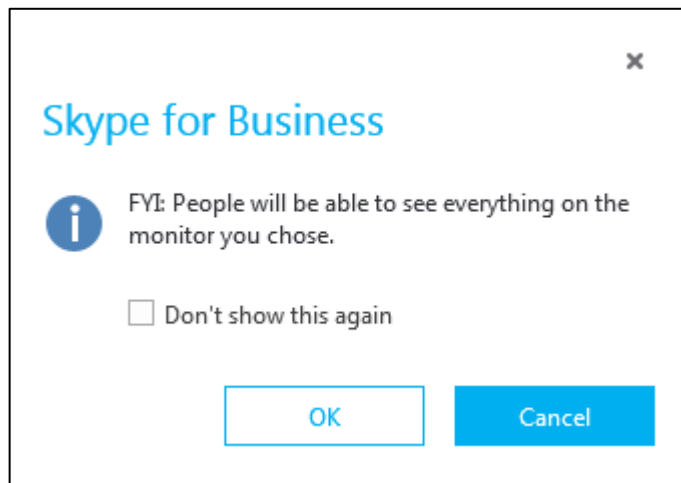 Skype for Business
FYI: People will be able to see everything on the
monitor you chose.
Don't show this again
OK
Cancel